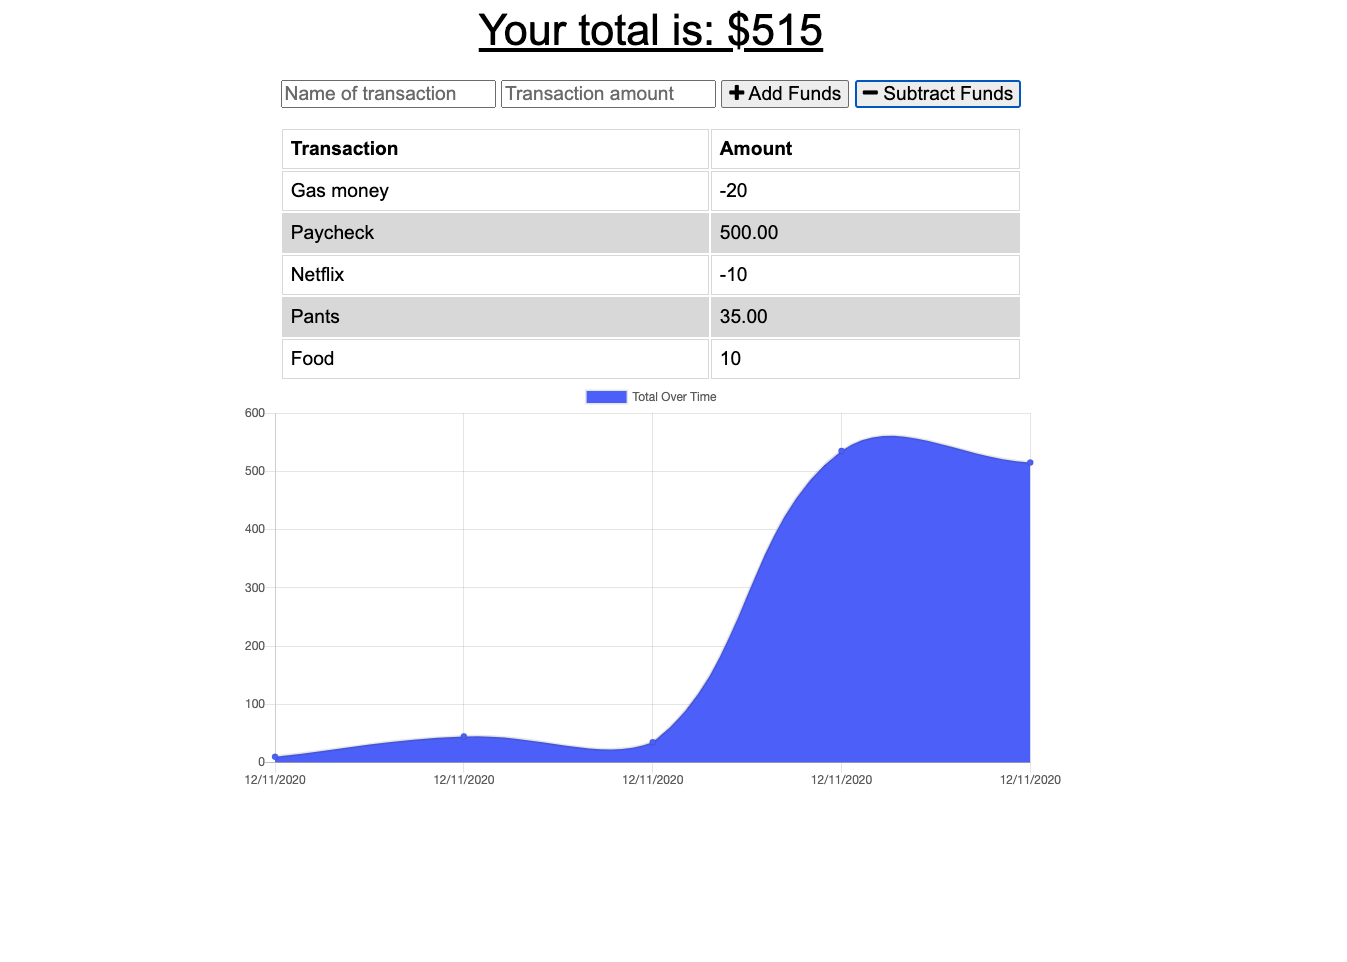 Your total is: $515
Name of transaction Transaction amount Add Funds Subtract Funds
Transaction Amount
Gas money -20
Paycheck 500.00
Netflix -10
Pants 35.00
Food 10
Total Over Time
600
500
400
300
200
100
0
12/11/2020 12/11/2020 12/11/2020 12/11/2020 12/11/2020